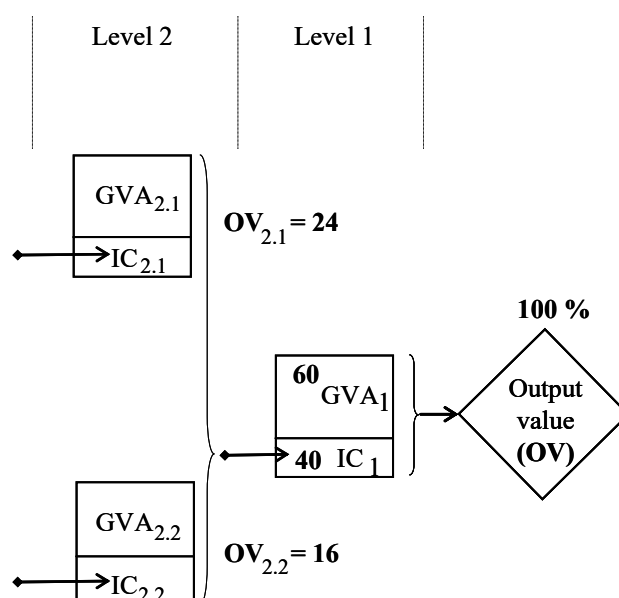 Level 2 Level 1
GVA2.1
OV2.1 = 24
IC2.1
100 %
60 GVA1
Output
value
(OV)
40 IC1
GVA2.2
OV2.2 = 16
IC2.2